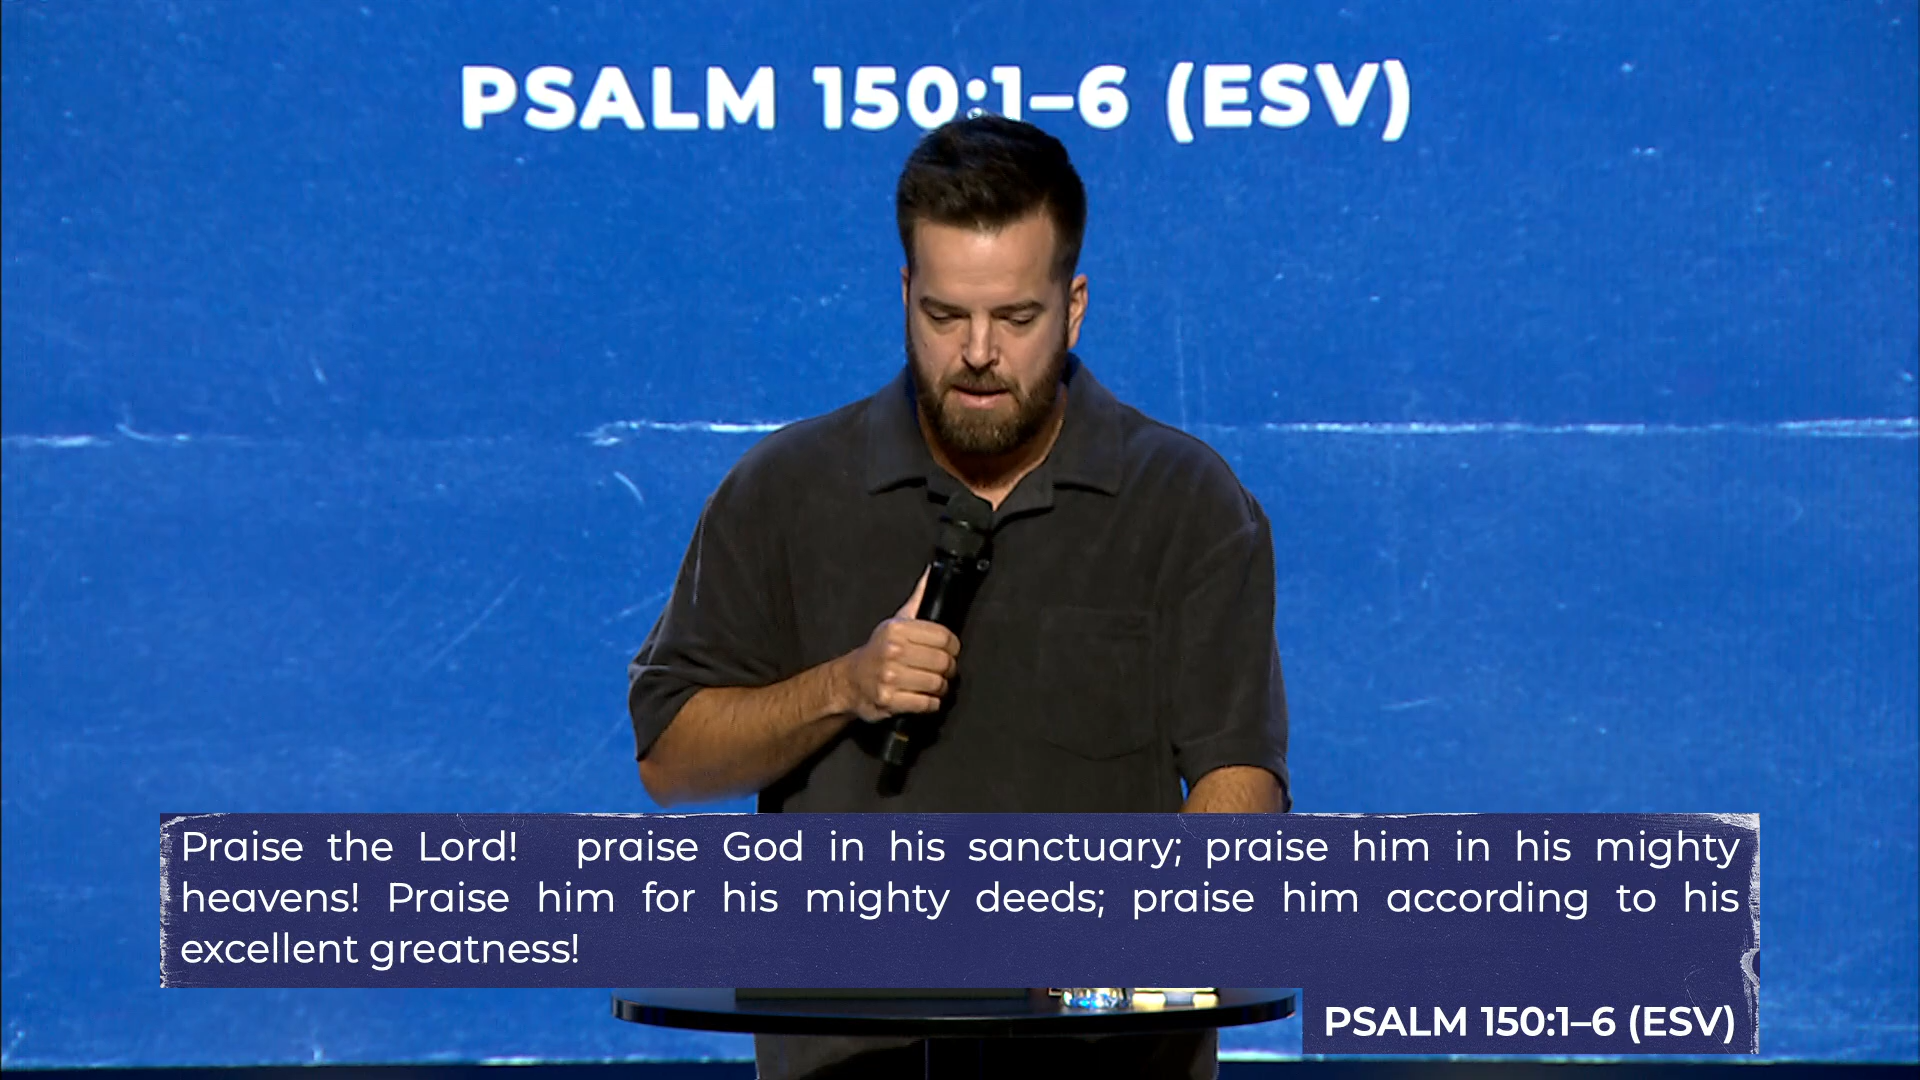 PSALM 150:1–6 (ESV)
Praise the Lord! praise God in his sanctuary; praise him in his mighty
heavens! Praise him for his mighty deeds; praise him according to his
excellent greatness!
PSALM 150:1–6 (ESV)